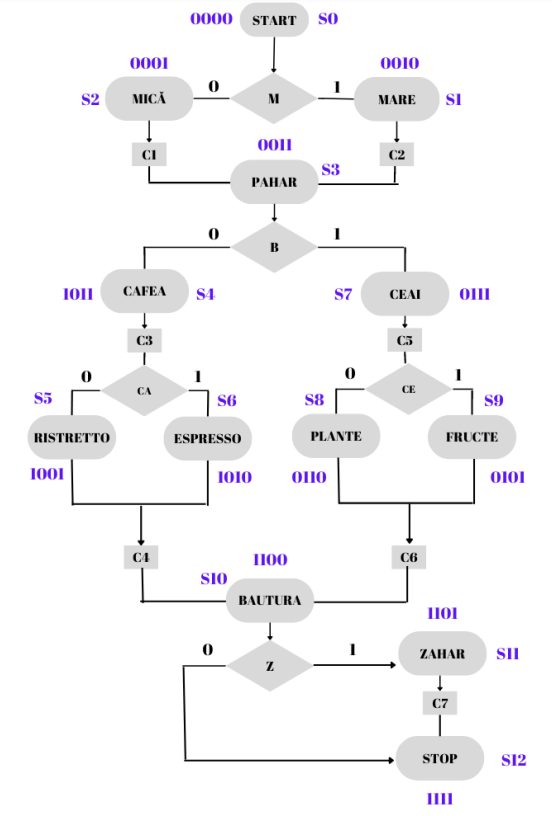 0000 START S0
0001 0010
S2 MICĂ 0 M 1 MARE S1
C1 0011 C2
PAHAR S3
0 B 1
1011 CAFEA S4 S7 CEAI 0111
C3 C5
0 CA 1 0 CE 1
S5 S6 S8 S9
RISTRETTO ESPRESSO PLANTE FRUCTE
1001 1010 0110 0101
C4 1100 C6
S10 BAUTURA
1101
0 Z 1 ZAHAR S11
C7
STOP S12
1111